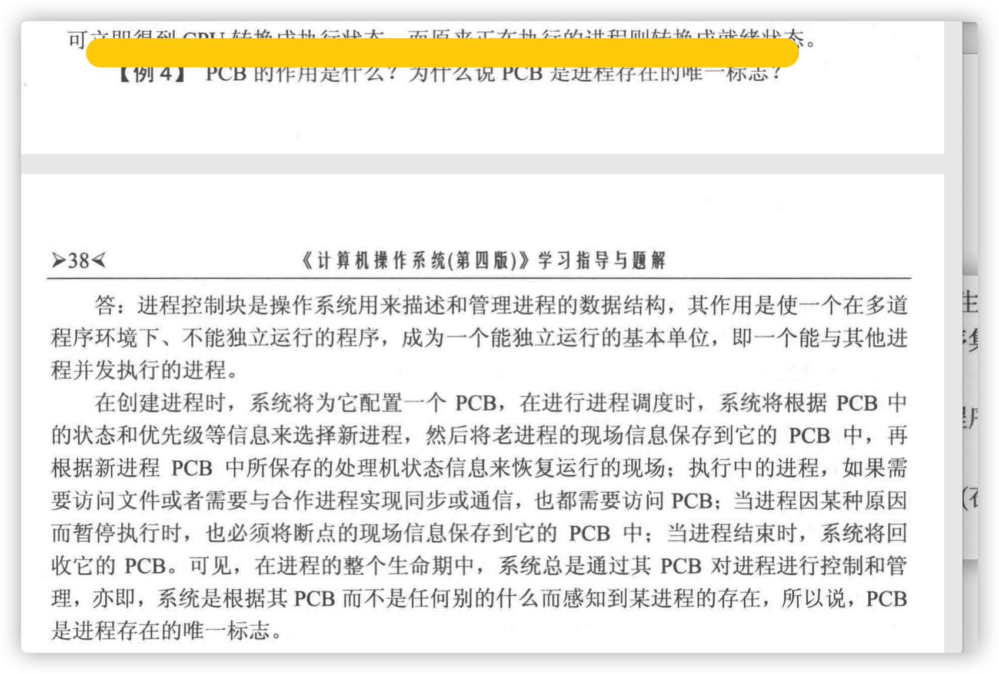 可立即得到 CPU 转换成执行状态，而原来正在执行的进程则转换成就绪状态。
【例 4】 PCB 的作用是什么？为什么说 PCB 是进程存在的唯一标志？
➢38⮜
《计算机操作系统(第四版)》学习指导与题解
答：进程控制块是操作系统用来描述和管理进程的数据结构，其作用是使一个在多道
程序环境下、不能独立运行的程序，成为一个能独立运行的基本单位，即一个能与其他进
程并发执行的进程。
在创建进程时，系统将为它配置一个 PCB，在进行进程调度时，系统将根据 PCB 中
的状态和优先级等信息来选择新进程，然后将老进程的现场信息保存到它的 PCB 中，再
根据新进程 PCB 中所保存的处理机状态信息来恢复运行的现场；执行中的进程，如果需
要访问文件或者需要与合作进程实现同步或通信，也都需要访问 PCB；当进程因某种原因
而暂停执行时，也必须将断点的现场信息保存到它的 PCB 中；当进程结束时，系统将回
收它的 PCB。可见，在进程的整个生命期中，系统总是通过其 PCB 对进程进行控制和管
理，亦即，系统是根据其 PCB 而不是任何别的什么而感知到某进程的存在，所以说，PCB
是进程存在的唯一标志。